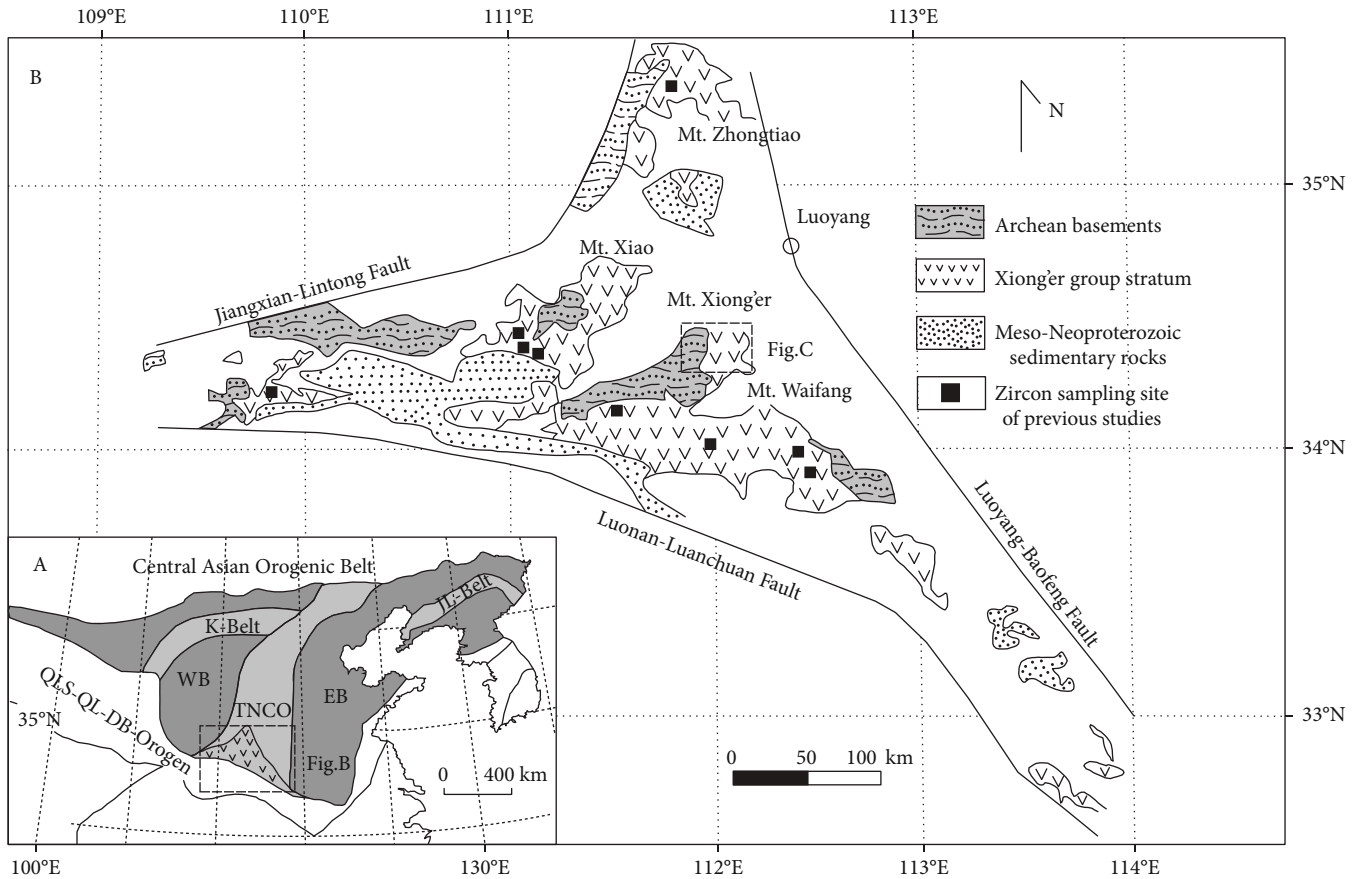 109°E
110°E
111°E
113°E
B
N
Mt. Zhongtiao
35°N
Luoyang
Archean basements
Mt. Xiao
Jiangxian-Lintong Fault
Xiong'er group stratum
Mt. Xiong'er
Meso-Neoproterozoic
sedimentary rocks
Fig.C
Mt. Waifang
Zircon sampling site
of previous studies
34°N
Luonan-Luanchuan Fault
Luoyang-Baofeng Fault
A
Central Asian Orogenic Belt
JL-Belt
K-Belt
WB
EB
QLS-QL-DB-Orogen
TNCO
35°N
33°N
Fig.B
0 400 km
0 50 100 km
100°E
130°E
112°E
113°E
114°E